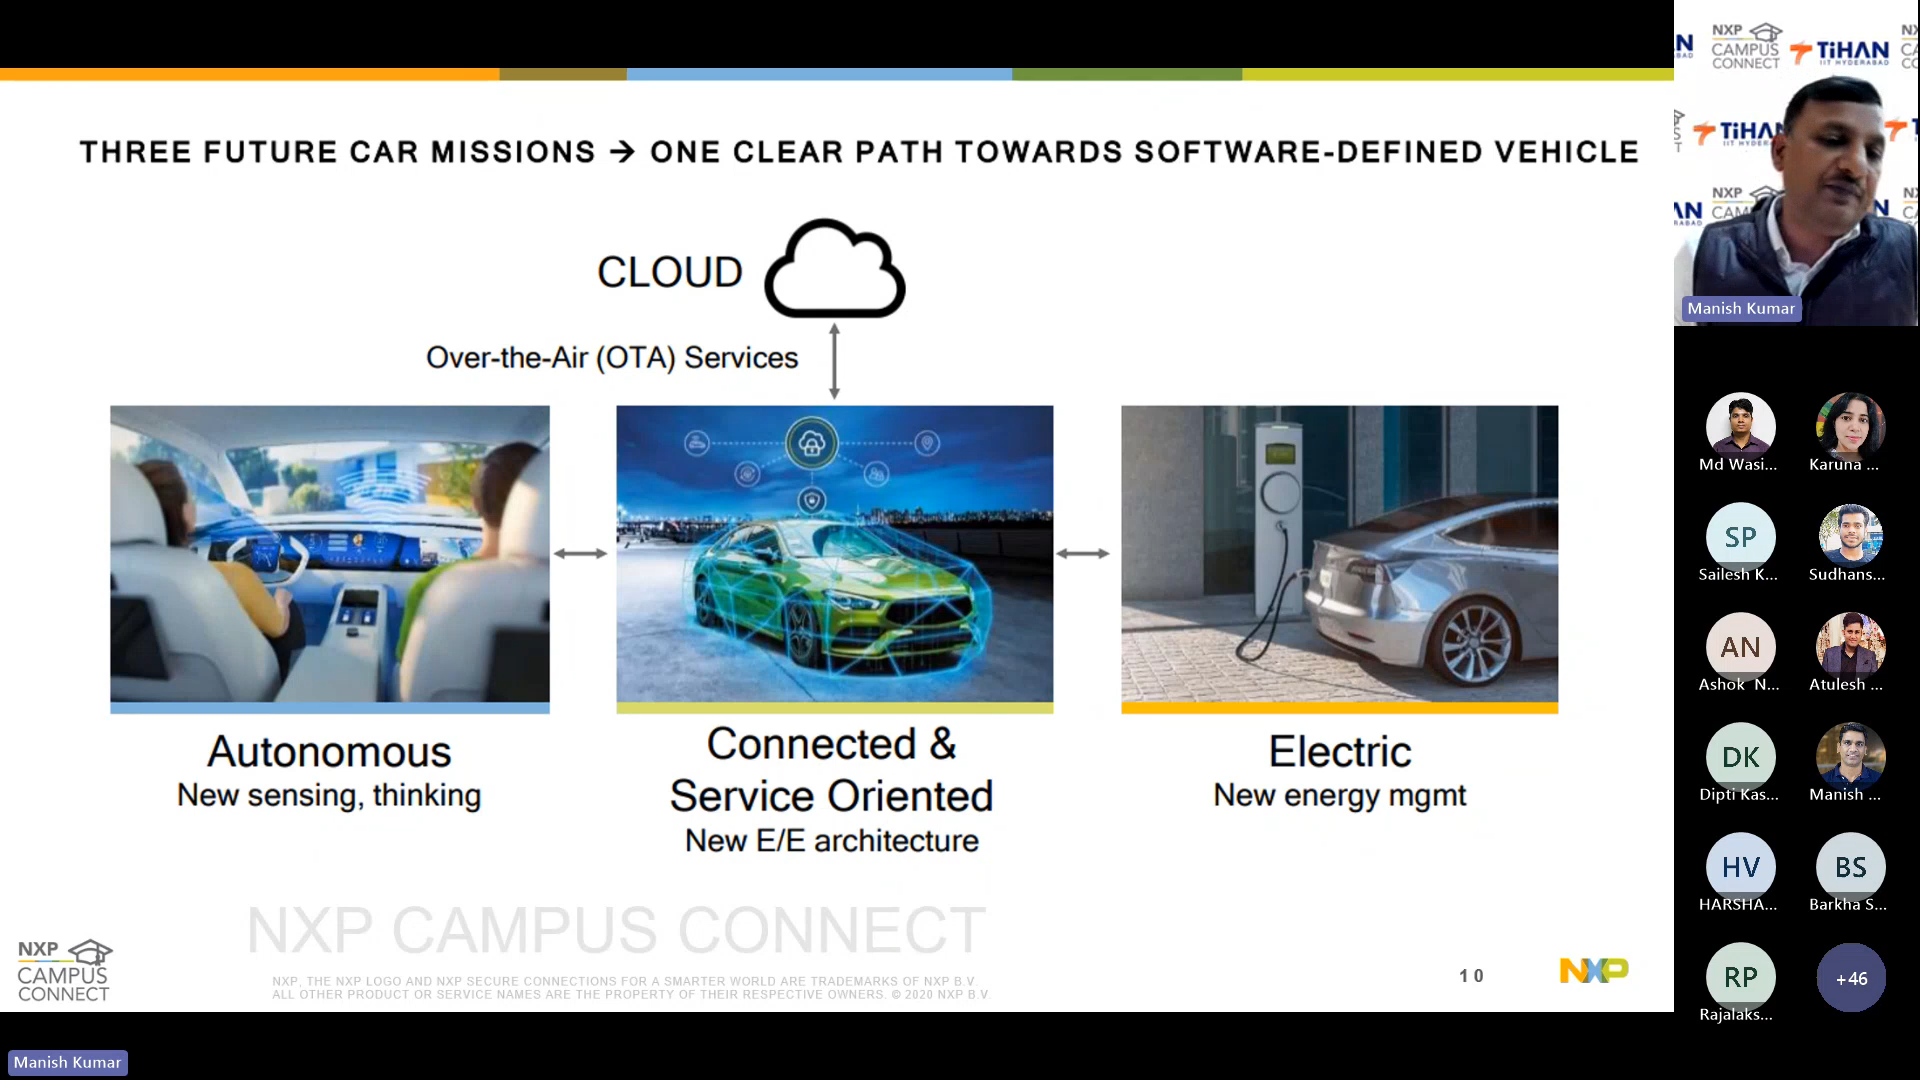 THREE FUTURE CAR MISSIONS → ONE CLEAR PATH TOWARDS SOFTWARE-DEFINED VEHICLE
CLOUD
Over-the-Air (OTA) Services
Autonomous
New sensing, thinking
Connected &
Service Oriented
New E/E architecture
Electric
New energy mgmt
NXP CAMPUS CONNECT
NXP, THE NXP LOGO AND NXP SECURE CONNECTIONS FOR A SMARTER WORLD ARE TRADEMARKS OF NXP B.V.
ALL OTHER PRODUCT OR SERVICE NAMES ARE THE PROPERTY OF THEIR RESPECTIVE OWNERS. © 2020 NXP B.V.
NXP
CAMPUS
CONNECT
10
NXP
Manish Kumar
NXP
CAMPUS
CONNECT
TiHAN
IIT HYDERABAD
TiHAN
NXP
Manish Kumar
Md Wasi...
Karuna ...
SP
Sailesh K...
Sudhans...
AN
Ashok N...
Atulesh ...
DK
Dipti Kas...
Manish ...
HV
HARSHA...
BS
Barkha S...
RP
Rajalaks...
+46